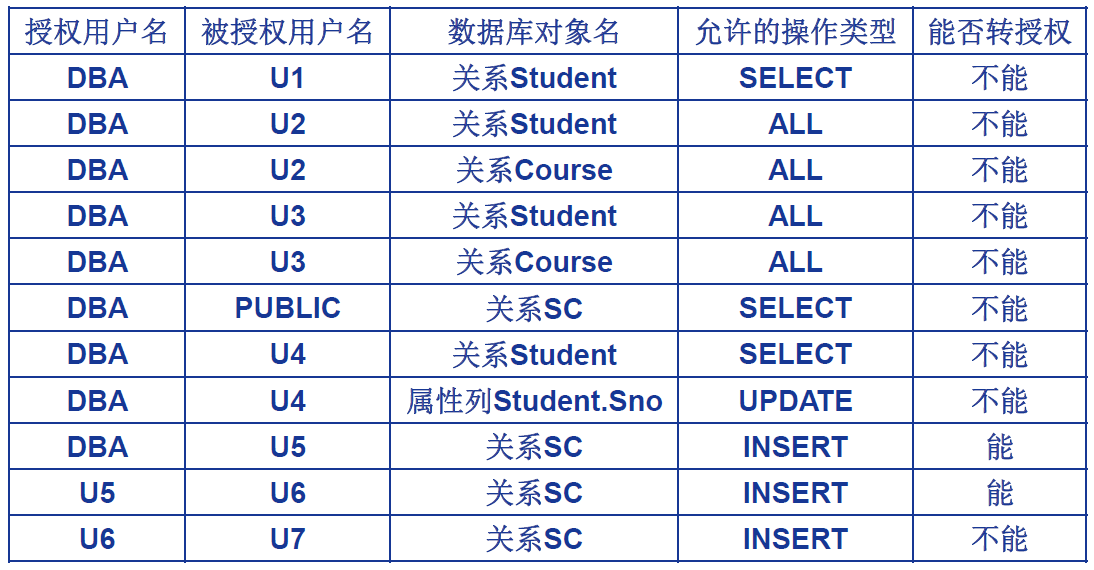 授权用户名 被授权用户名 数据库对象名 允许的操作类型 能否转授权
DBA U1 关系Student SELECT 不能
DBA U2 关系Student ALL 不能
DBA U2 关系Course ALL 不能
DBA U3 关系Student ALL 不能
DBA U3 关系Course ALL 不能
DBA PUBLIC 关系SC SELECT 不能
DBA U4 关系Student SELECT 不能
DBA U4 属性列Student.Sno UPDATE 不能
DBA U5 关系SC INSERT 能
U5 U6 关系SC INSERT 能
U6 U7 关系SC INSERT 不能